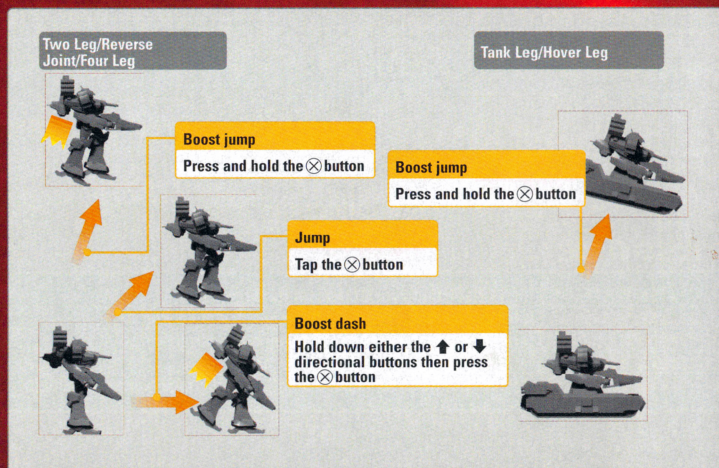 Two Leg/Reverse
Joint/Four Leg
Tank Leg/Hover Leg
Boost jump
Press and hold the ⓧ button
Boost jump
Press and hold the ⓧ button
Jump
Tap the ⓧ button
Boost dash
Hold down either the ⬆ or ⬇
directional buttons then press
the ⓧ button